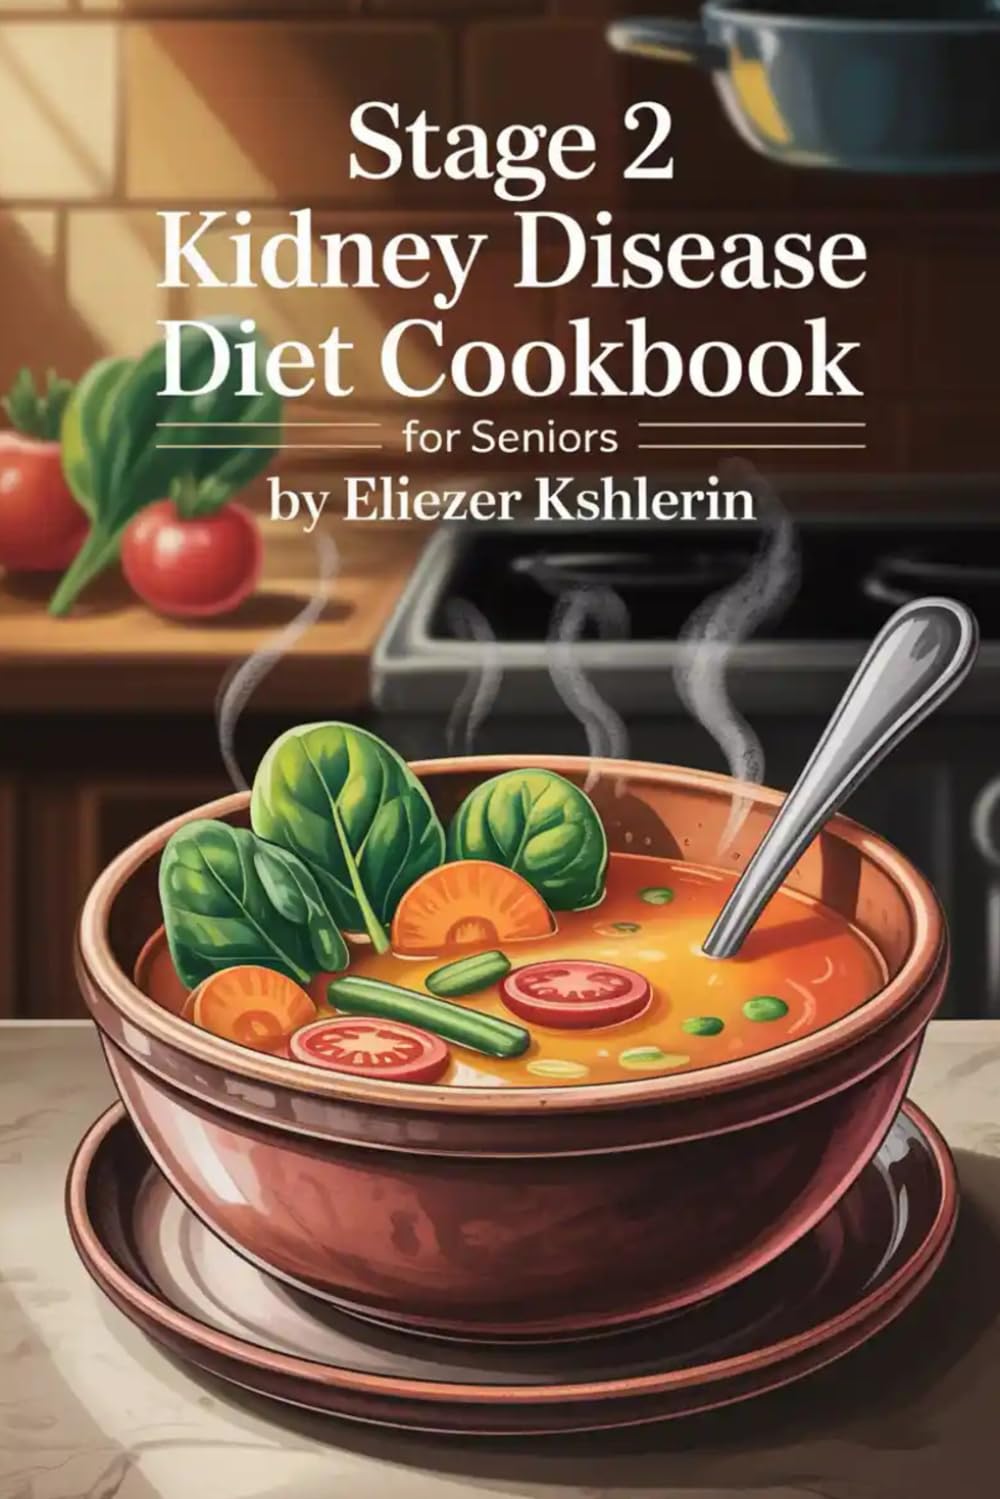 Stage 2
Kidney Disease
Diet Cookbook
for Seniors
by Eliezer Kshlerin